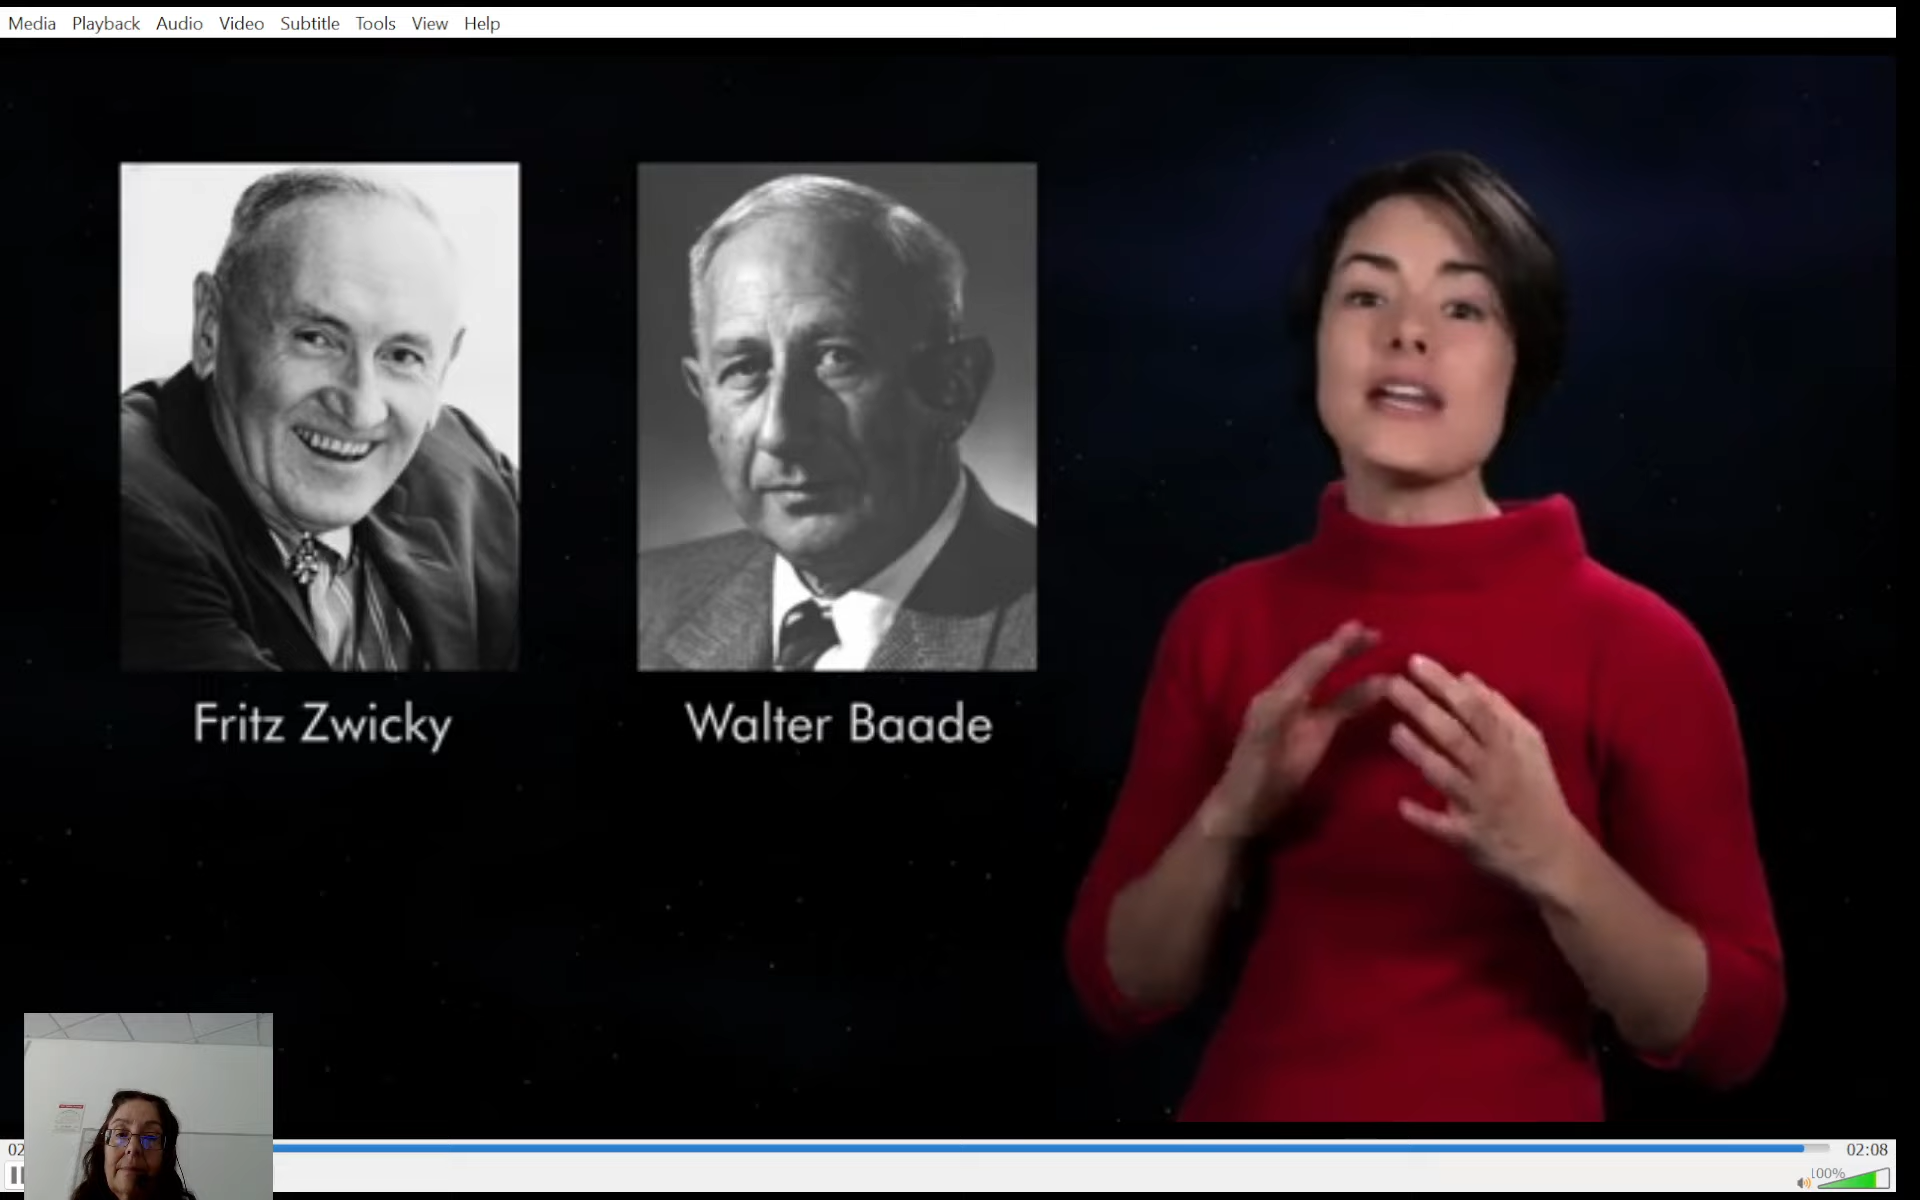 Media Playback Audio Video Subtitle Tools View Help
Fritz Zwicky
Walter Baade
02:08
100%